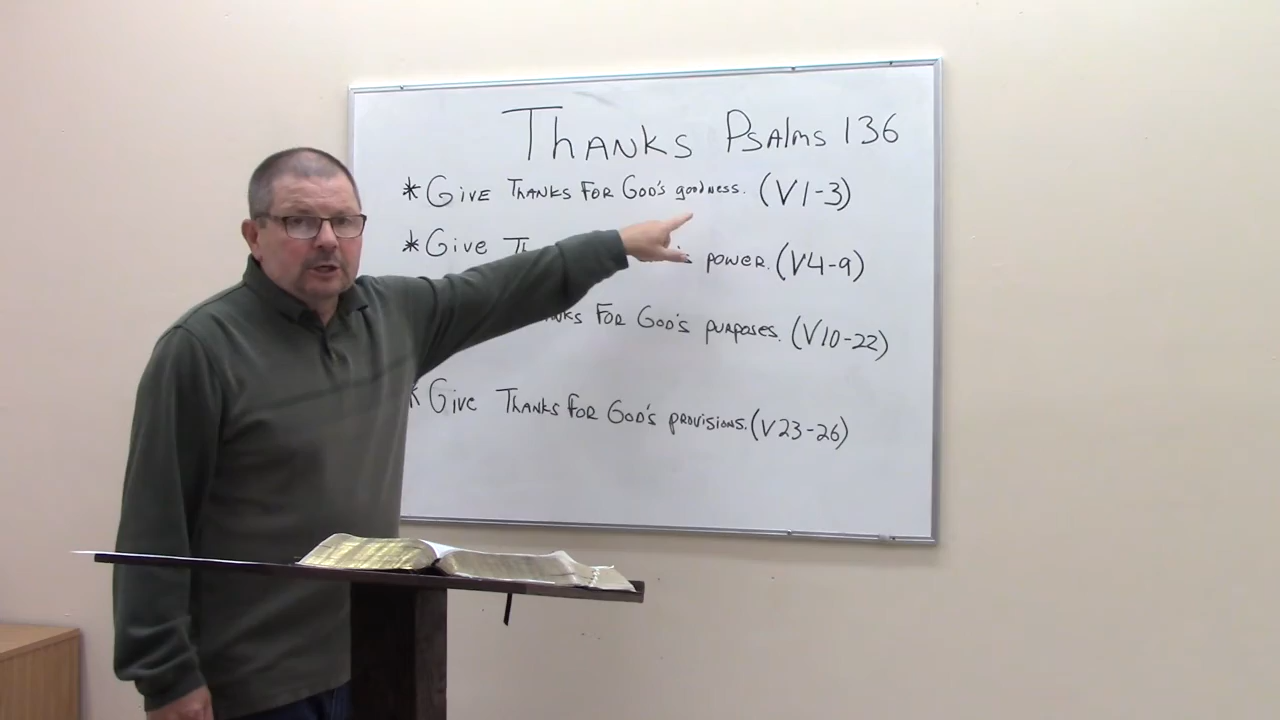 Thanks Psalms 136
* Give Thanks For God's goodness. (V1-3)
* Give power. (V4-9)
For God's purposes. (V10-22)
* Give Thanks For God's provisions. (V23-26)